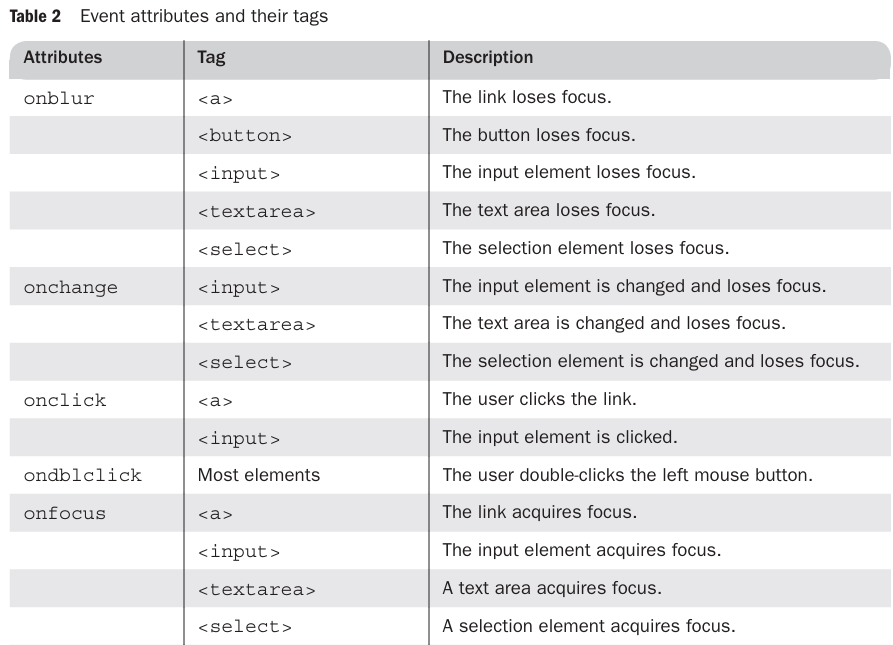 Table 2 Event attributes and their tags
Attributes Tag Description
onblur <a> The link loses focus.
<button> The button loses focus.
<input> The input element loses focus.
<textarea> The text area loses focus.
<select> The selection element loses focus.
onchange <input> The input element is changed and loses focus.
<textarea> The text area is changed and loses focus.
<select> The selection element is changed and loses focus.
onclick <a> The user clicks the link.
<input> The input element is clicked.
ondblclick Most elements The user double-clicks the left mouse button.
onfocus <a> The link acquires focus.
<input> The input element acquires focus.
<textarea> A text area acquires focus.
<select> A selection element acquires focus.